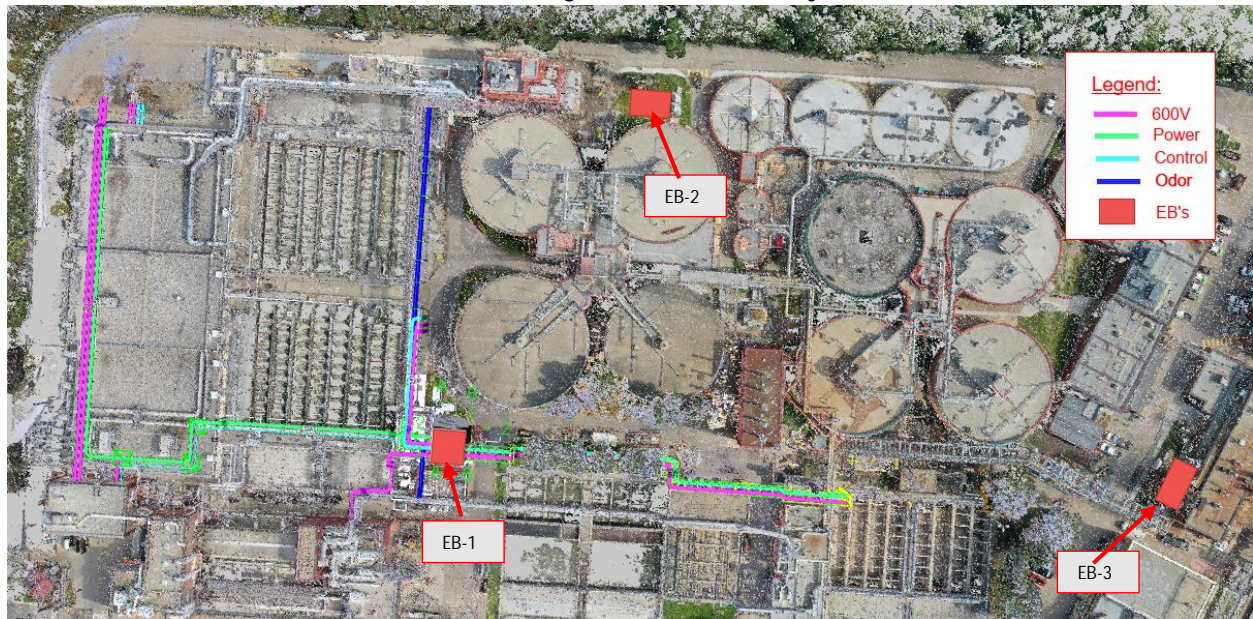 EB-2
Legend:
600V
Power
Control
Odor
EB's
EB-1
EB-3